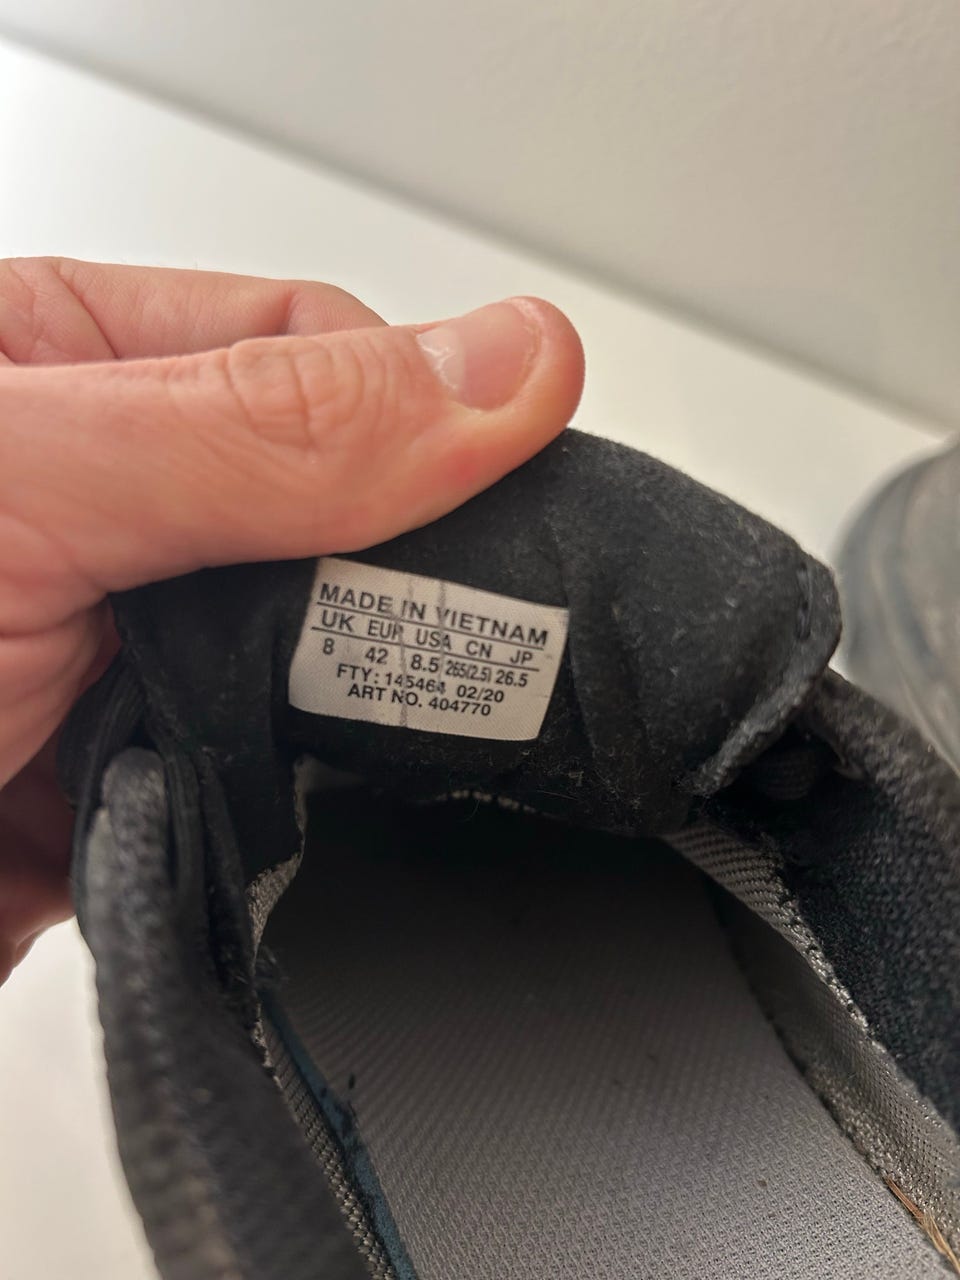 MADE IN VIETNAM
UK EUR USA CN JP
8 42 8.5 265(2.5) 26.5
FTY: 145464 02/20
ART NO. 404770